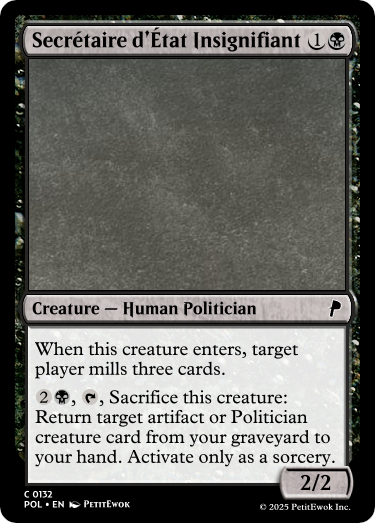 Secrétaire d'État Insignifiant 1
Creature — Human Politician
When this creature enters, target
player mills three cards.
2, , Sacrifice this creature:
Return target artifact or Politician
creature card from your graveyard to
your hand. Activate only as a sorcery.
2/2
C 0132
POL • EN PetitEwok
© 2025 PetitEwok Inc.